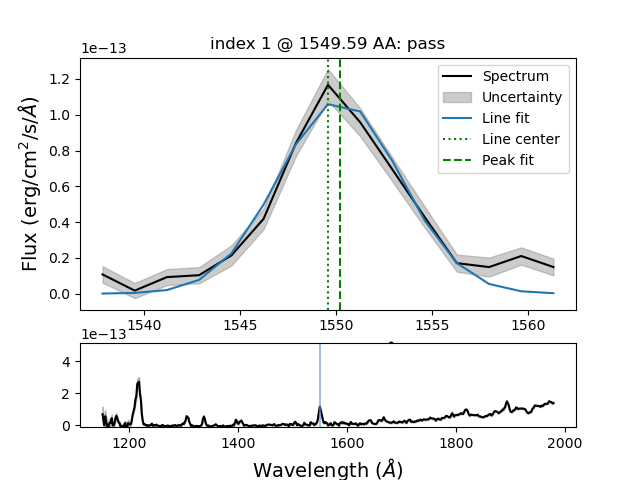 index 1 @ 1549.59 AA: pass
1e−13
Flux (erg/cm²/s/Å)
1.2
1.0
0.8
0.6
0.4
0.2
0.0
Spectrum
Uncertainty
Line fit
Line center
Peak fit
1540
1545
1550
1555
1560
1e−13
4
2
0
1200
1400
1600
1800
2000
Wavelength (Å)